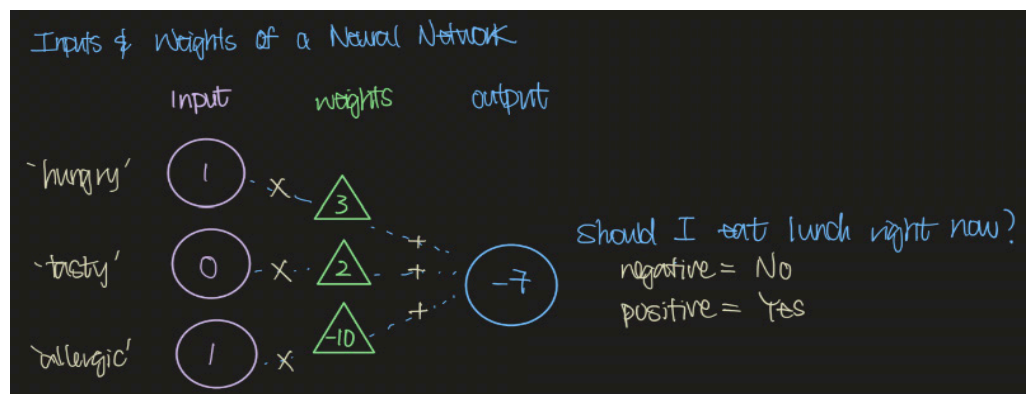 Inputs & Weights of a Neural Network
Input weights output
'hungry' 1 x 3
should I eat lunch right now?
+
'tasty' 0 x 2 + -7
negative = No
+
positive = Yes
'allergic' 1 x -10